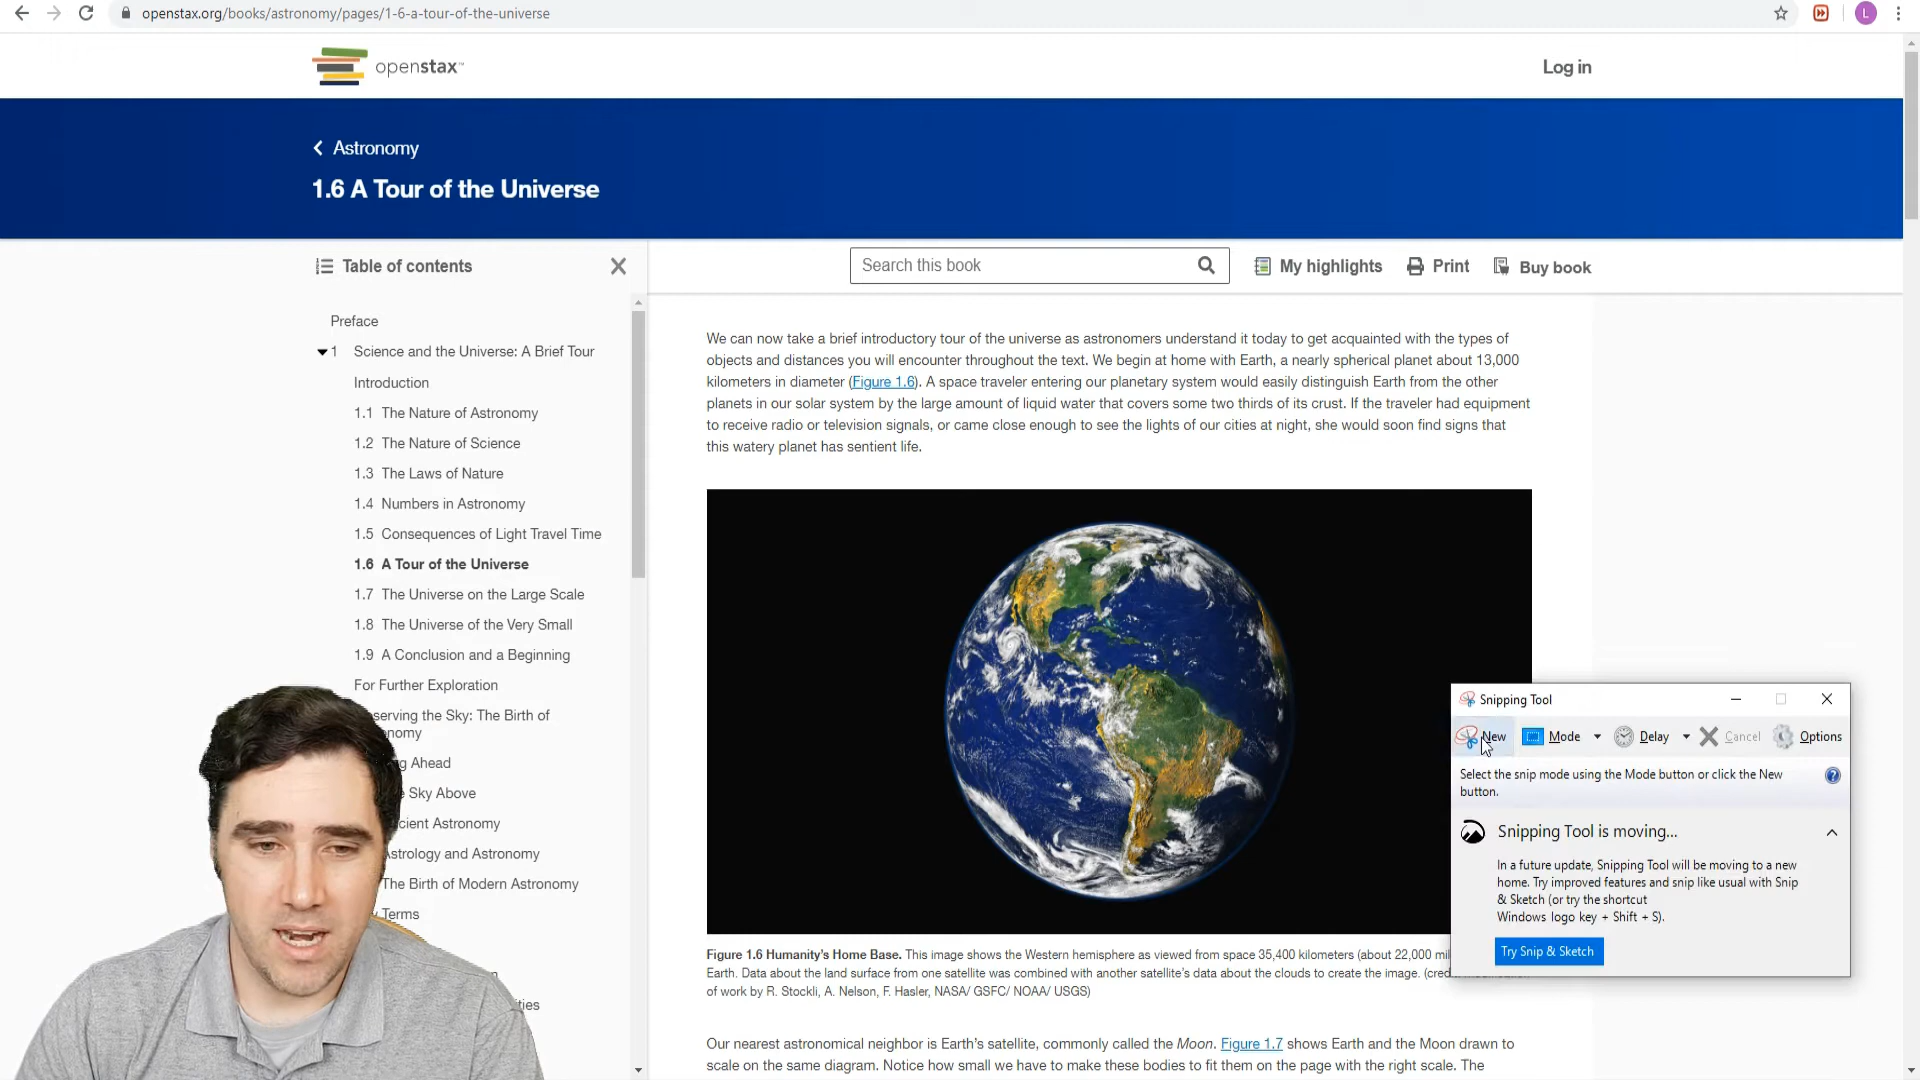 openstax.org/books/astronomy/pages/1-6-a-tour-of-the-universe
L
openstax™
Log in
Astronomy
1.6 A Tour of the Universe
Table of contents
Search this book
My highlights
Print
Buy book
Preface
1 Science and the Universe: A Brief Tour
Introduction
1.1 The Nature of Astronomy
1.2 The Nature of Science
1.3 The Laws of Nature
1.4 Numbers in Astronomy
1.5 Consequences of Light Travel Time
1.6 A Tour of the Universe
1.7 The Universe on the Large Scale
1.8 The Universe of the Very Small
1.9 A Conclusion and a Beginning
For Further Exploration
the Sky: The Birth of
Ahead
Sky Above
Astronomy
Astrology and Astronomy
The Birth of Modern Astronomy
Terms
We can now take a brief introductory tour of the universe as astronomers understand it today to get acquainted with the types of
objects and distances you will encounter throughout the text. We begin at home with Earth, a nearly spherical planet about 13,000
kilometers in diameter (Figure 1.6). A space traveler entering our planetary system would easily distinguish Earth from the other
planets in our solar system by the large amount of liquid water that covers some two thirds of its crust. If the traveler had equipment
to receive radio or television signals, or came close enough to see the lights of our cities at night, she would soon find signs that
this watery planet has sentient life.
Figure 1.6 Humanity's Home Base. This image shows the Western hemisphere as viewed from space 35,400 kilometers (about 22,000
Earth. Data about the land surface from one satellite was combined with another satellite's data about the clouds to create the image.
of work by R. Stockli, A. Nelson, F. Hasler, NASA/ GSFC/ NOAA/ USGS)
Our nearest astronomical neighbor is Earth's satellite, commonly called the Moon. Figure 1.7 shows Earth and the Moon drawn to
scale on the same diagram. Notice how small we have to make these bodies to fit them on the page with the right scale. The
Snipping Tool
New
Mode
Delay
Cancel
Options
Select the snip mode using the Mode button or click the New
button.
Snipping Tool is moving...
In a future update, Snipping Tool will be moving to a new
home. Try improved features and snip like usual with Snip
& Sketch (or try the shortcut
Windows logo key + Shift + S).
Try Snip & Sketch